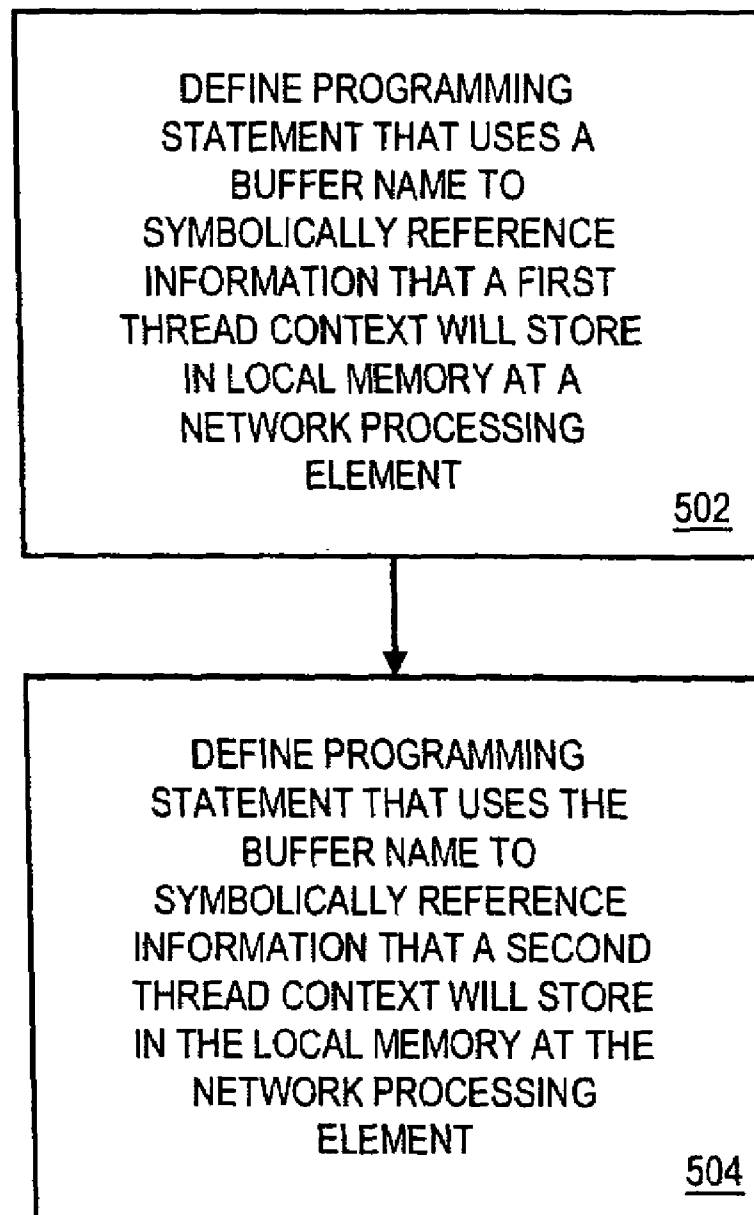 DEFINE PROGRAMMING
STATEMENT THAT USES A
BUFFER NAME TO
SYMBOLICALLY REFERENCE
INFORMATION THAT A FIRST
THREAD CONTEXT WILL STORE
IN LOCAL MEMORY AT A
NETWORK PROCESSING
ELEMENT
502
DEFINE PROGRAMMING
STATEMENT THAT USES THE
BUFFER NAME TO
SYMBOLICALLY REFERENCE
INFORMATION THAT A SECOND
THREAD CONTEXT WILL STORE
IN THE LOCAL MEMORY AT THE
NETWORK PROCESSING
ELEMENT
504